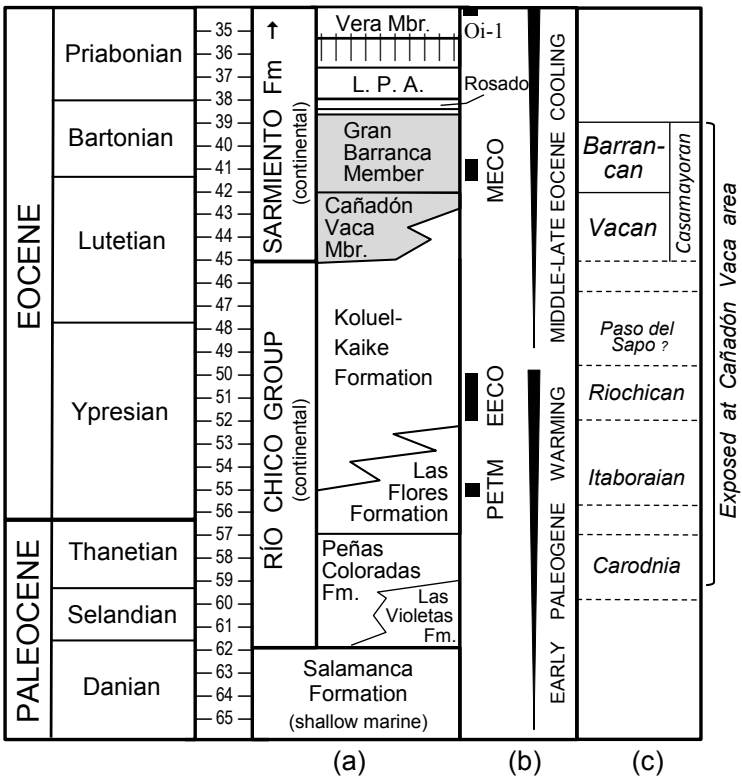 EOCENE
PALEOCENE
Priabonian
Bartonian
Lutetian
Ypresian
Thanetian
Selandian
Danian
35
36
37
38
39
40
41
42
43
44
45
46
47
48
49
50
51
52
53
54
55
56
57
58
59
60
61
62
63
64
65
SARMIENTO Fm ↑
(continental)
RÍO CHICO GROUP
(continental)
Vera Mbr.
L. P. A.
Rosado
Gran
Barranca
Member
Cañadón
Vaca
Mbr.
Koluel-
Kaike
Formation
Las
Flores
Formation
Peñas
Coloradas
Fm.
Las
Violetas
Fm.
Salamanca
Formation
(shallow marine)
Oi-1
MECO
EECO
PETM
MIDDLE-LATE EOCENE COOLING
EARLY PALEOGENE WARMING
Barran-
can
Vacan
Casamayoran
Paso del
Sapo ?
Riochican
Itaboraian
Carodnia
Exposed at Cañadón Vaca area
(a)
(b)
(c)